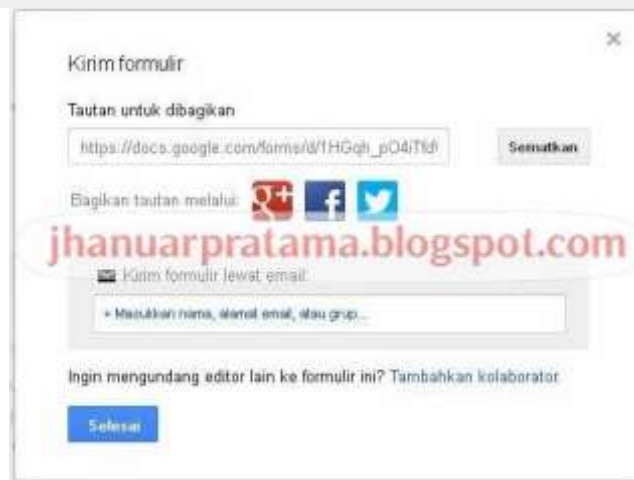 Kirim formulir
Tautan untuk dibagikan
https://docs.google.com/forms/d/1HGqh_pO4iTfd
Sematkan
Bagikan tautan melalui:
jhanuarpratama.blogspot.com
Kirim formulir lewat email:
+ Masukkan nama, alamat email, atau grup...
Ingin mengundang editor lain ke formulir ini? Tambahkan kolaborator
Selesai